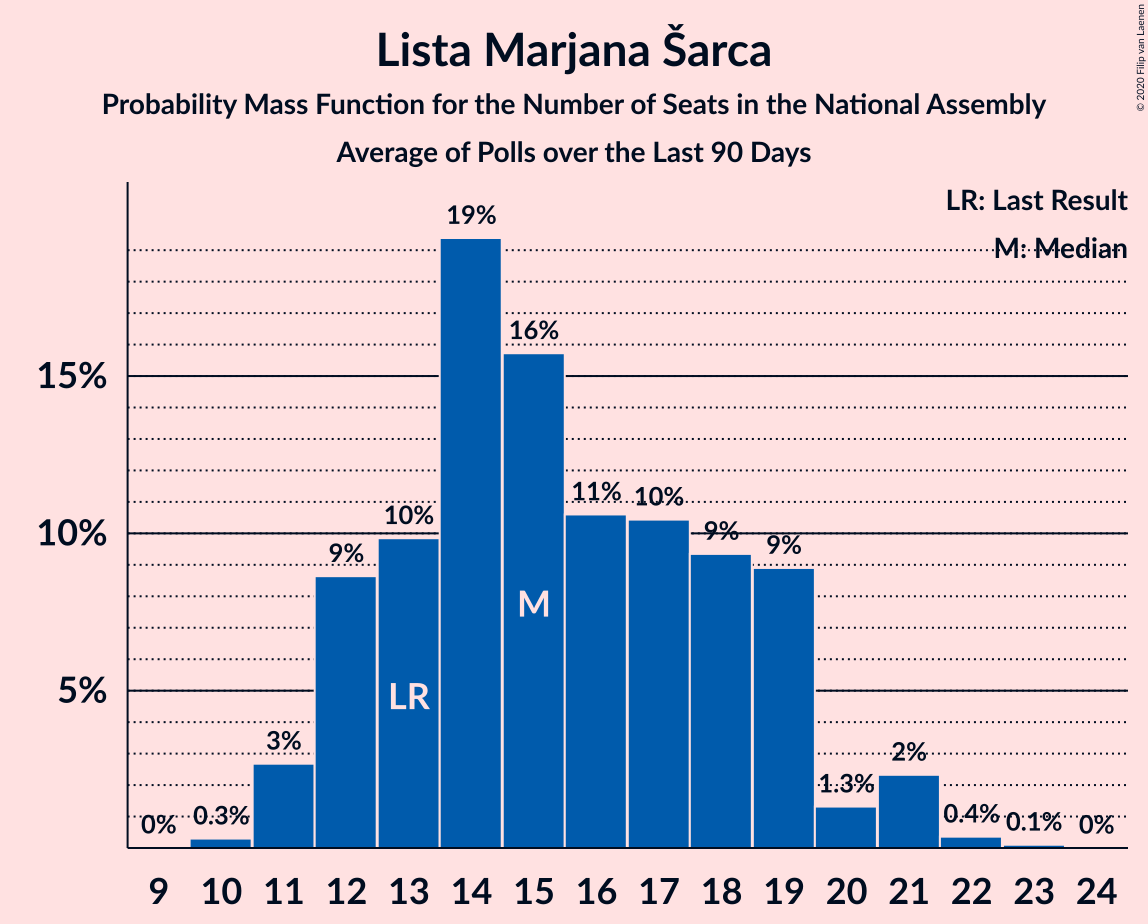 Lista Marjana Šarca
Probability Mass Function for the Number of Seats in the National Assembly
Average of Polls over the Last 90 Days
© 2020 Filip van Laenen
LR: Last Result
M: Median
15%
10%
5%
0%
0.3%
3%
9%
10%
19%
16%
11%
10%
9%
9%
1.3%
2%
0.4%
0.1%
0%
LR
M
9 10 11 12 13 14 15 16 17 18 19 20 21 22 23 24